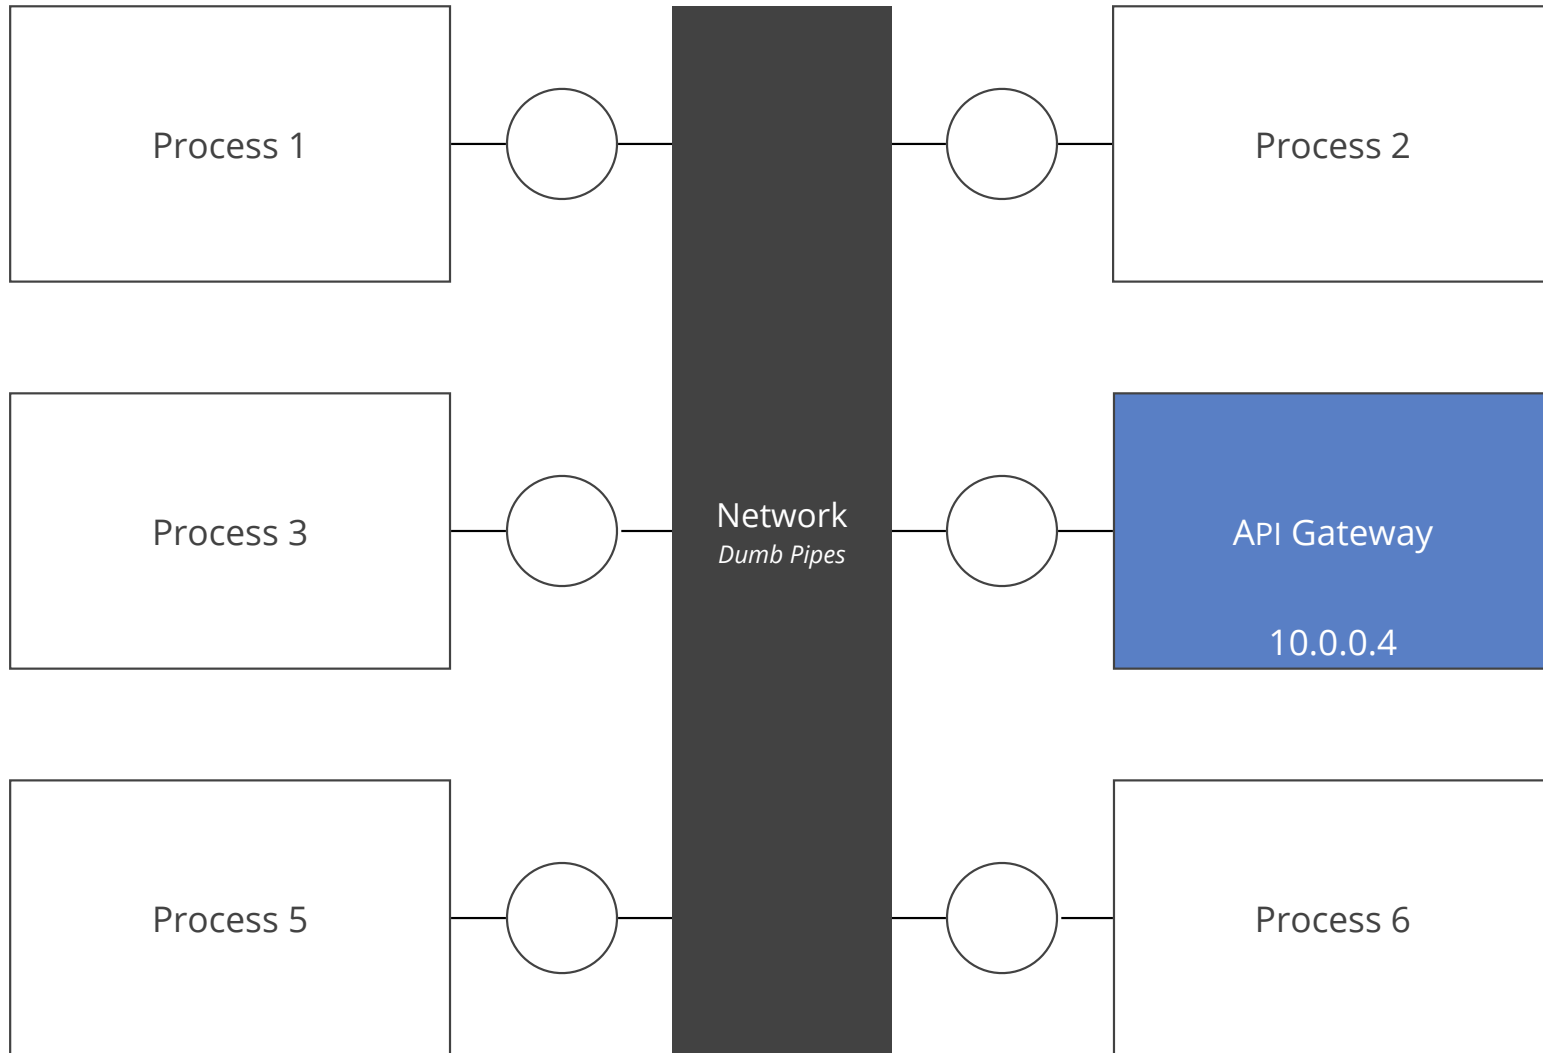 Process 1
Process 2
Process 3
Network
Dumb Pipes
API Gateway
10.0.0.4
Process 5
Process 6